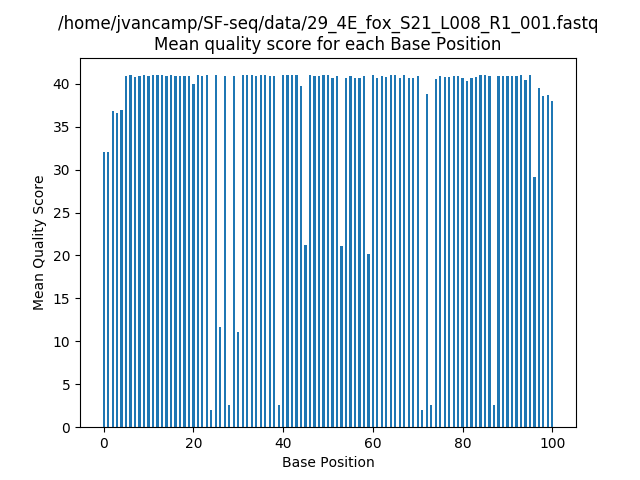 /home/jvancamp/SF-seq/data/29_4E_fox_S21_L008_R1_001.fastq
Mean quality score for each Base Position
40
35
30
25
20
15
10
5
0
Mean Quality Score
0 20 40 60 80 100
Base Position